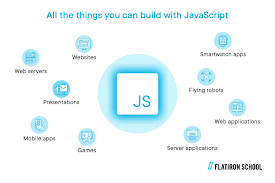 All the things you can build with JavaScript
Websites
Smartwatch apps
Web servers
Flying robots
Presentations
JS
Web applications
Mobile apps
Games
Server applications
// FLATIRON SCHOOL